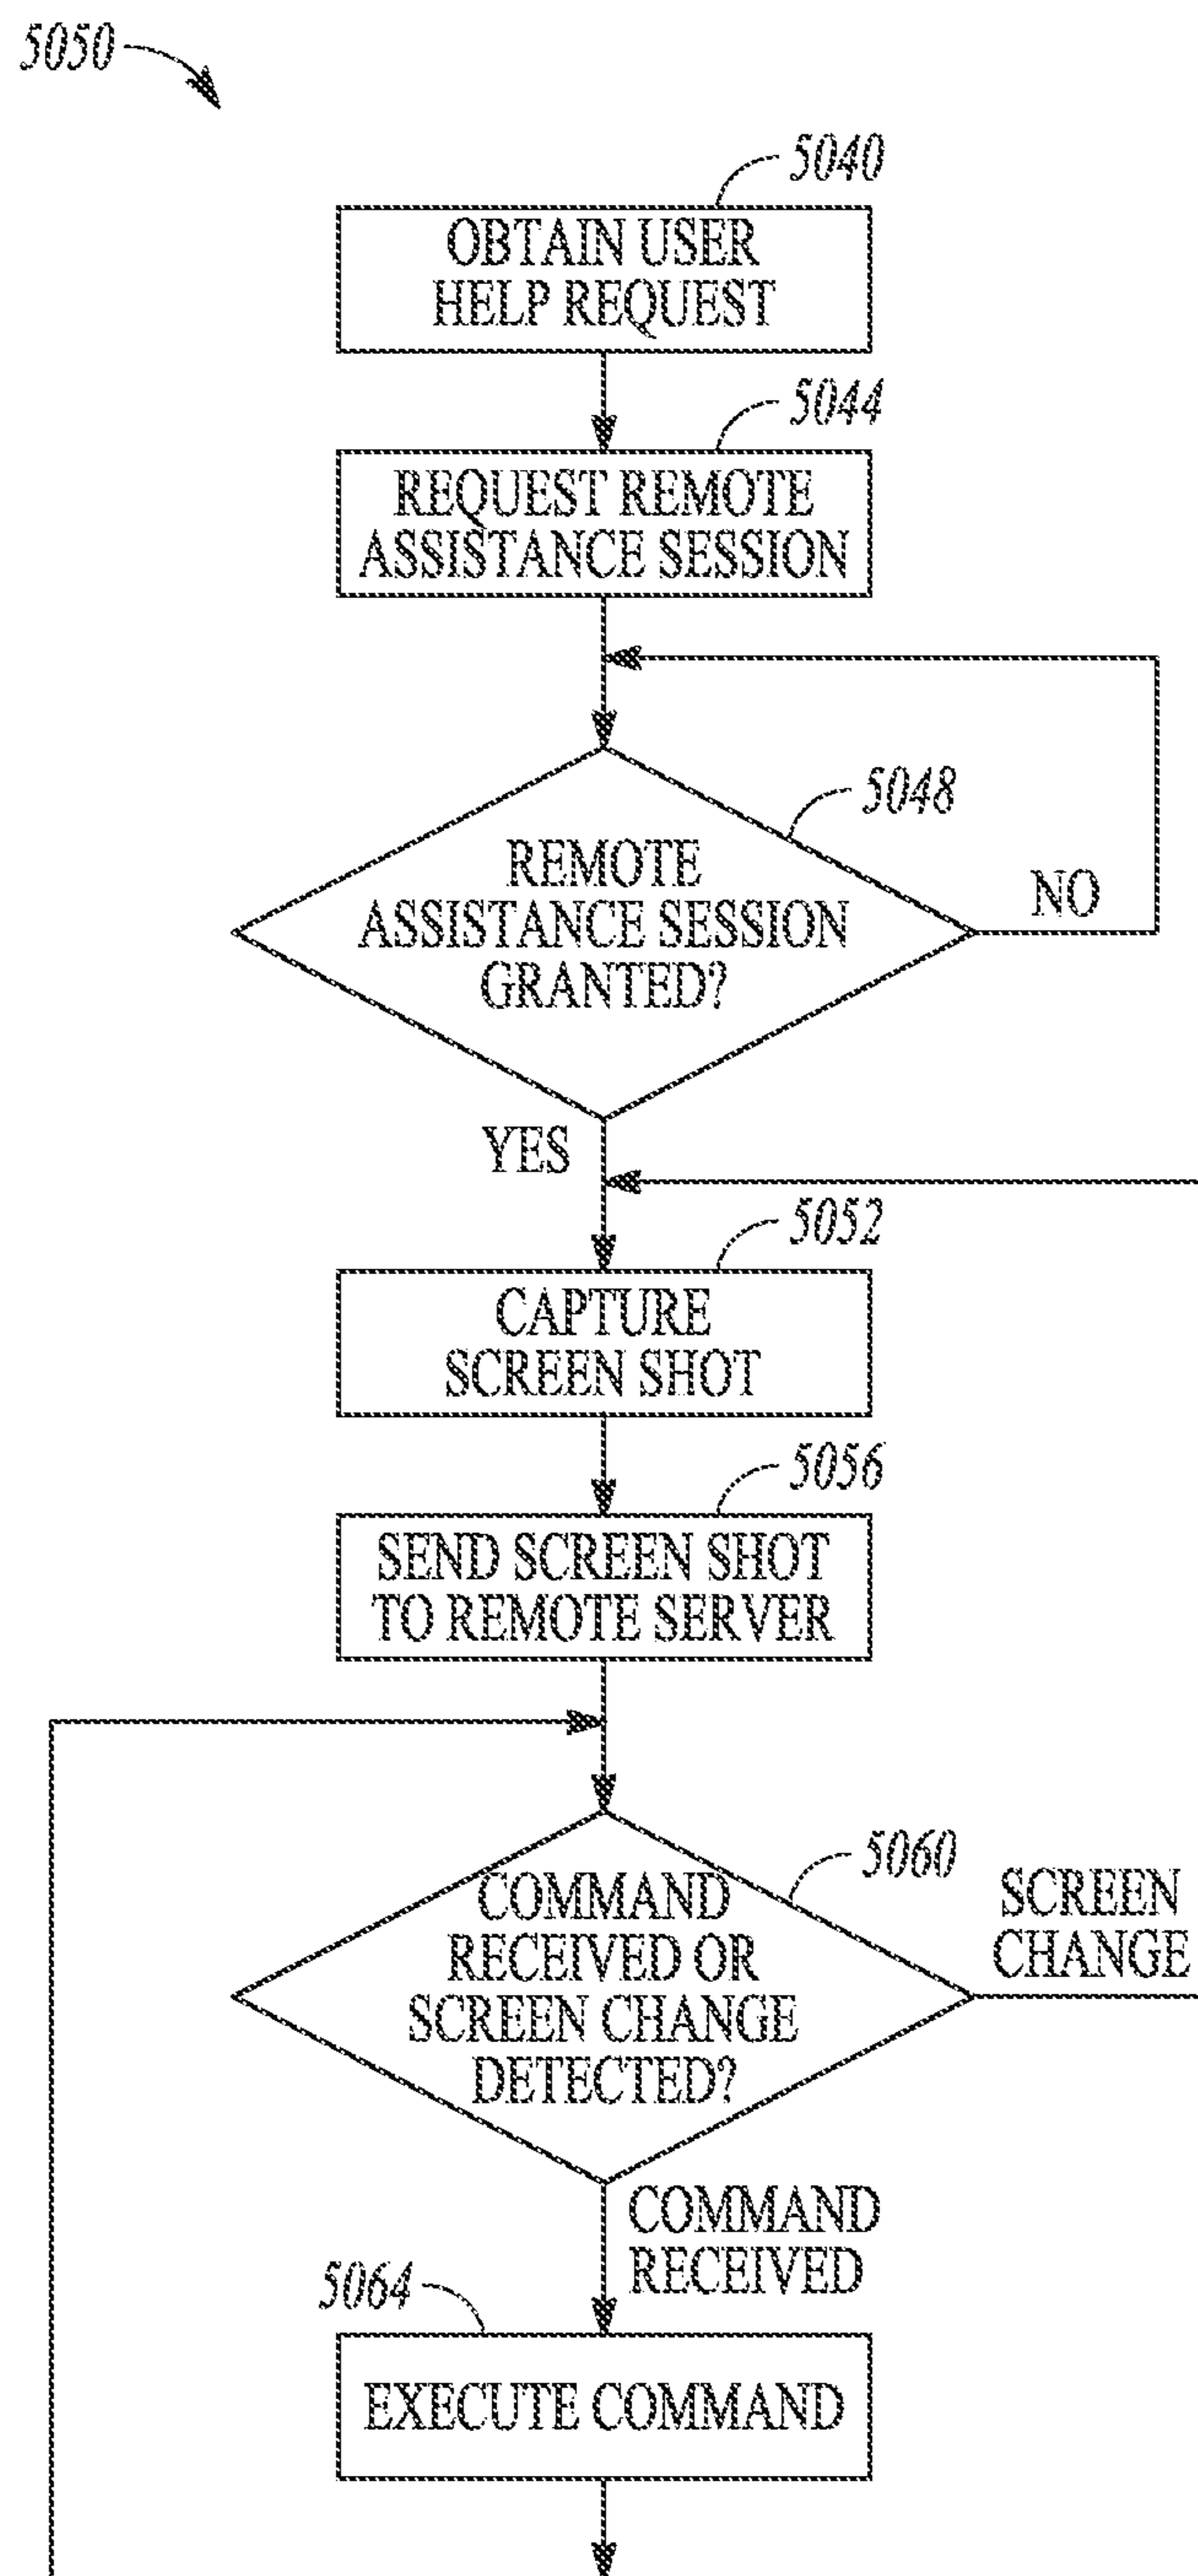 5050
5040
OBTAIN USER
HELP REQUEST
5044
REQUEST REMOTE
ASSISTANCE SESSION
5048
REMOTE
ASSISTANCE SESSION
GRANTED?
NO
YES
5052
CAPTURE
SCREEN SHOT
5056
SEND SCREEN SHOT
TO REMOTE SERVER
5060
COMMAND
RECEIVED OR
SCREEN CHANGE
DETECTED?
SCREEN
CHANGE
COMMAND
RECEIVED
5064
EXECUTE COMMAND